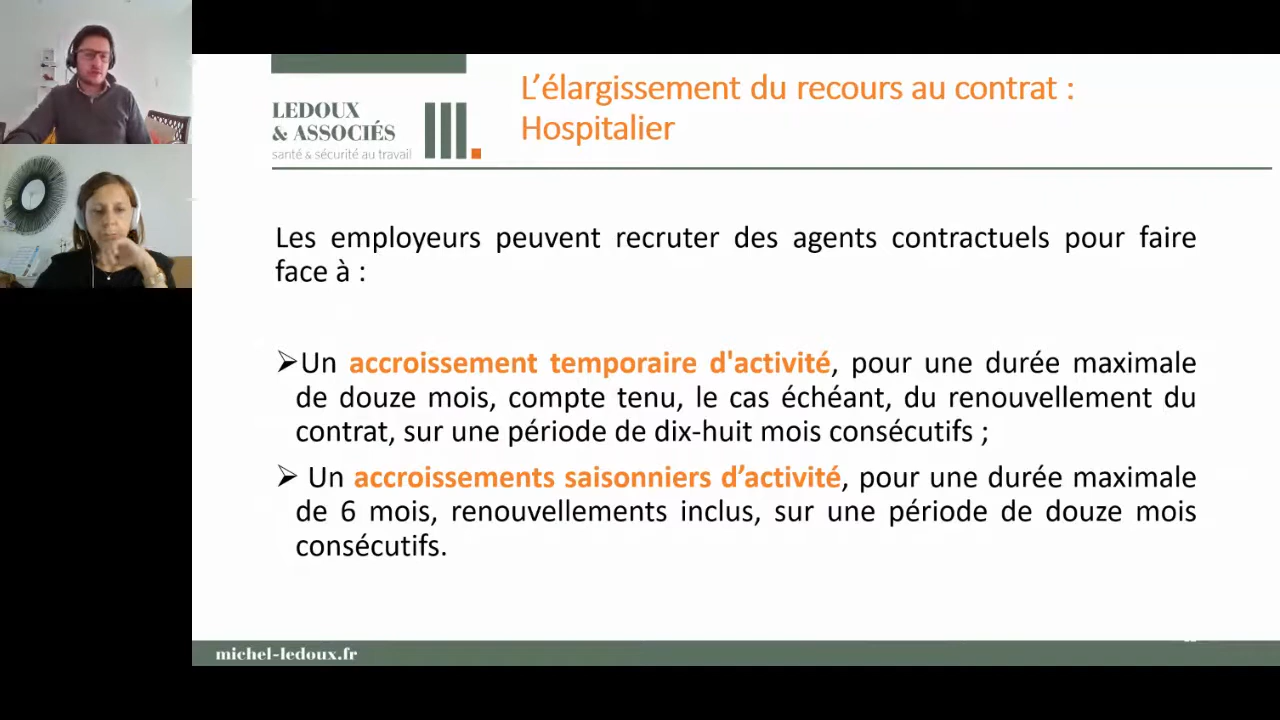 LEDOUX
& ASSOCIÉS
santé & sécurité au travail
L’élargissement du recours au contrat :
Hospitalier
Les employeurs peuvent recruter des agents contractuels pour faire
face à :
➢Un accroissement temporaire d'activité, pour une durée maximale
de douze mois, compte tenu, le cas échéant, du renouvellement du
contrat, sur une période de dix-huit mois consécutifs ;
➢ Un accroissements saisonniers d’activité, pour une durée maximale
de 6 mois, renouvellements inclus, sur une période de douze mois
consécutifs.
michel-ledoux.fr